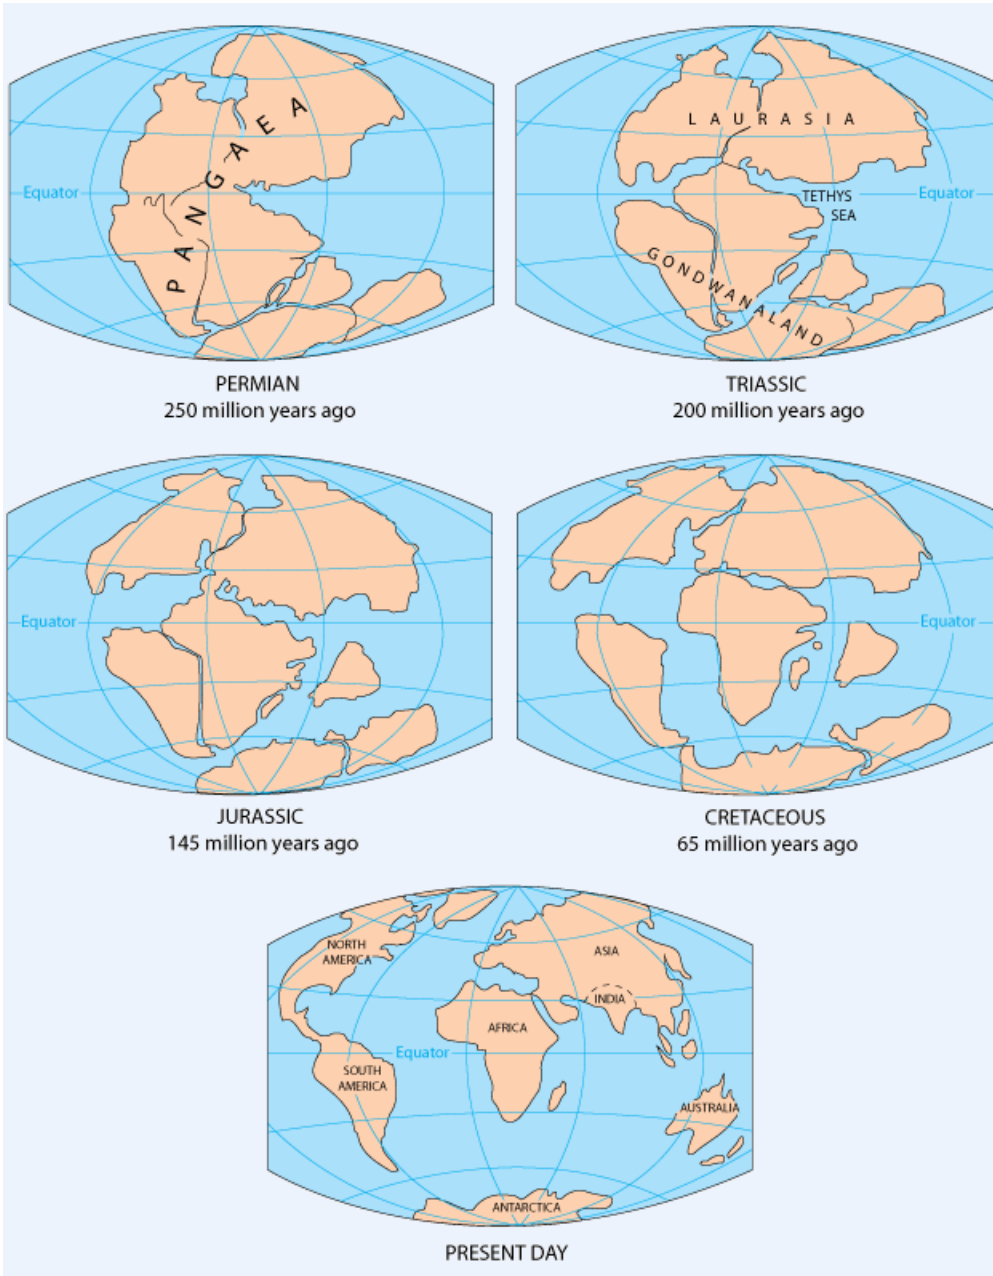 PANGAEA
Equator
PERMIAN
250 million years ago
LAURASIA
TETHYS
SEA
Equator
GONDWANALAND
TRIASSIC
200 million years ago
Equator
JURASSIC
145 million years ago
Equator
CRETACEOUS
65 million years ago
NORTH
AMERICA
ASIA
INDIA
AFRICA
Equator
SOUTH
AMERICA
AUSTRALIA
ANTARCTICA
PRESENT DAY